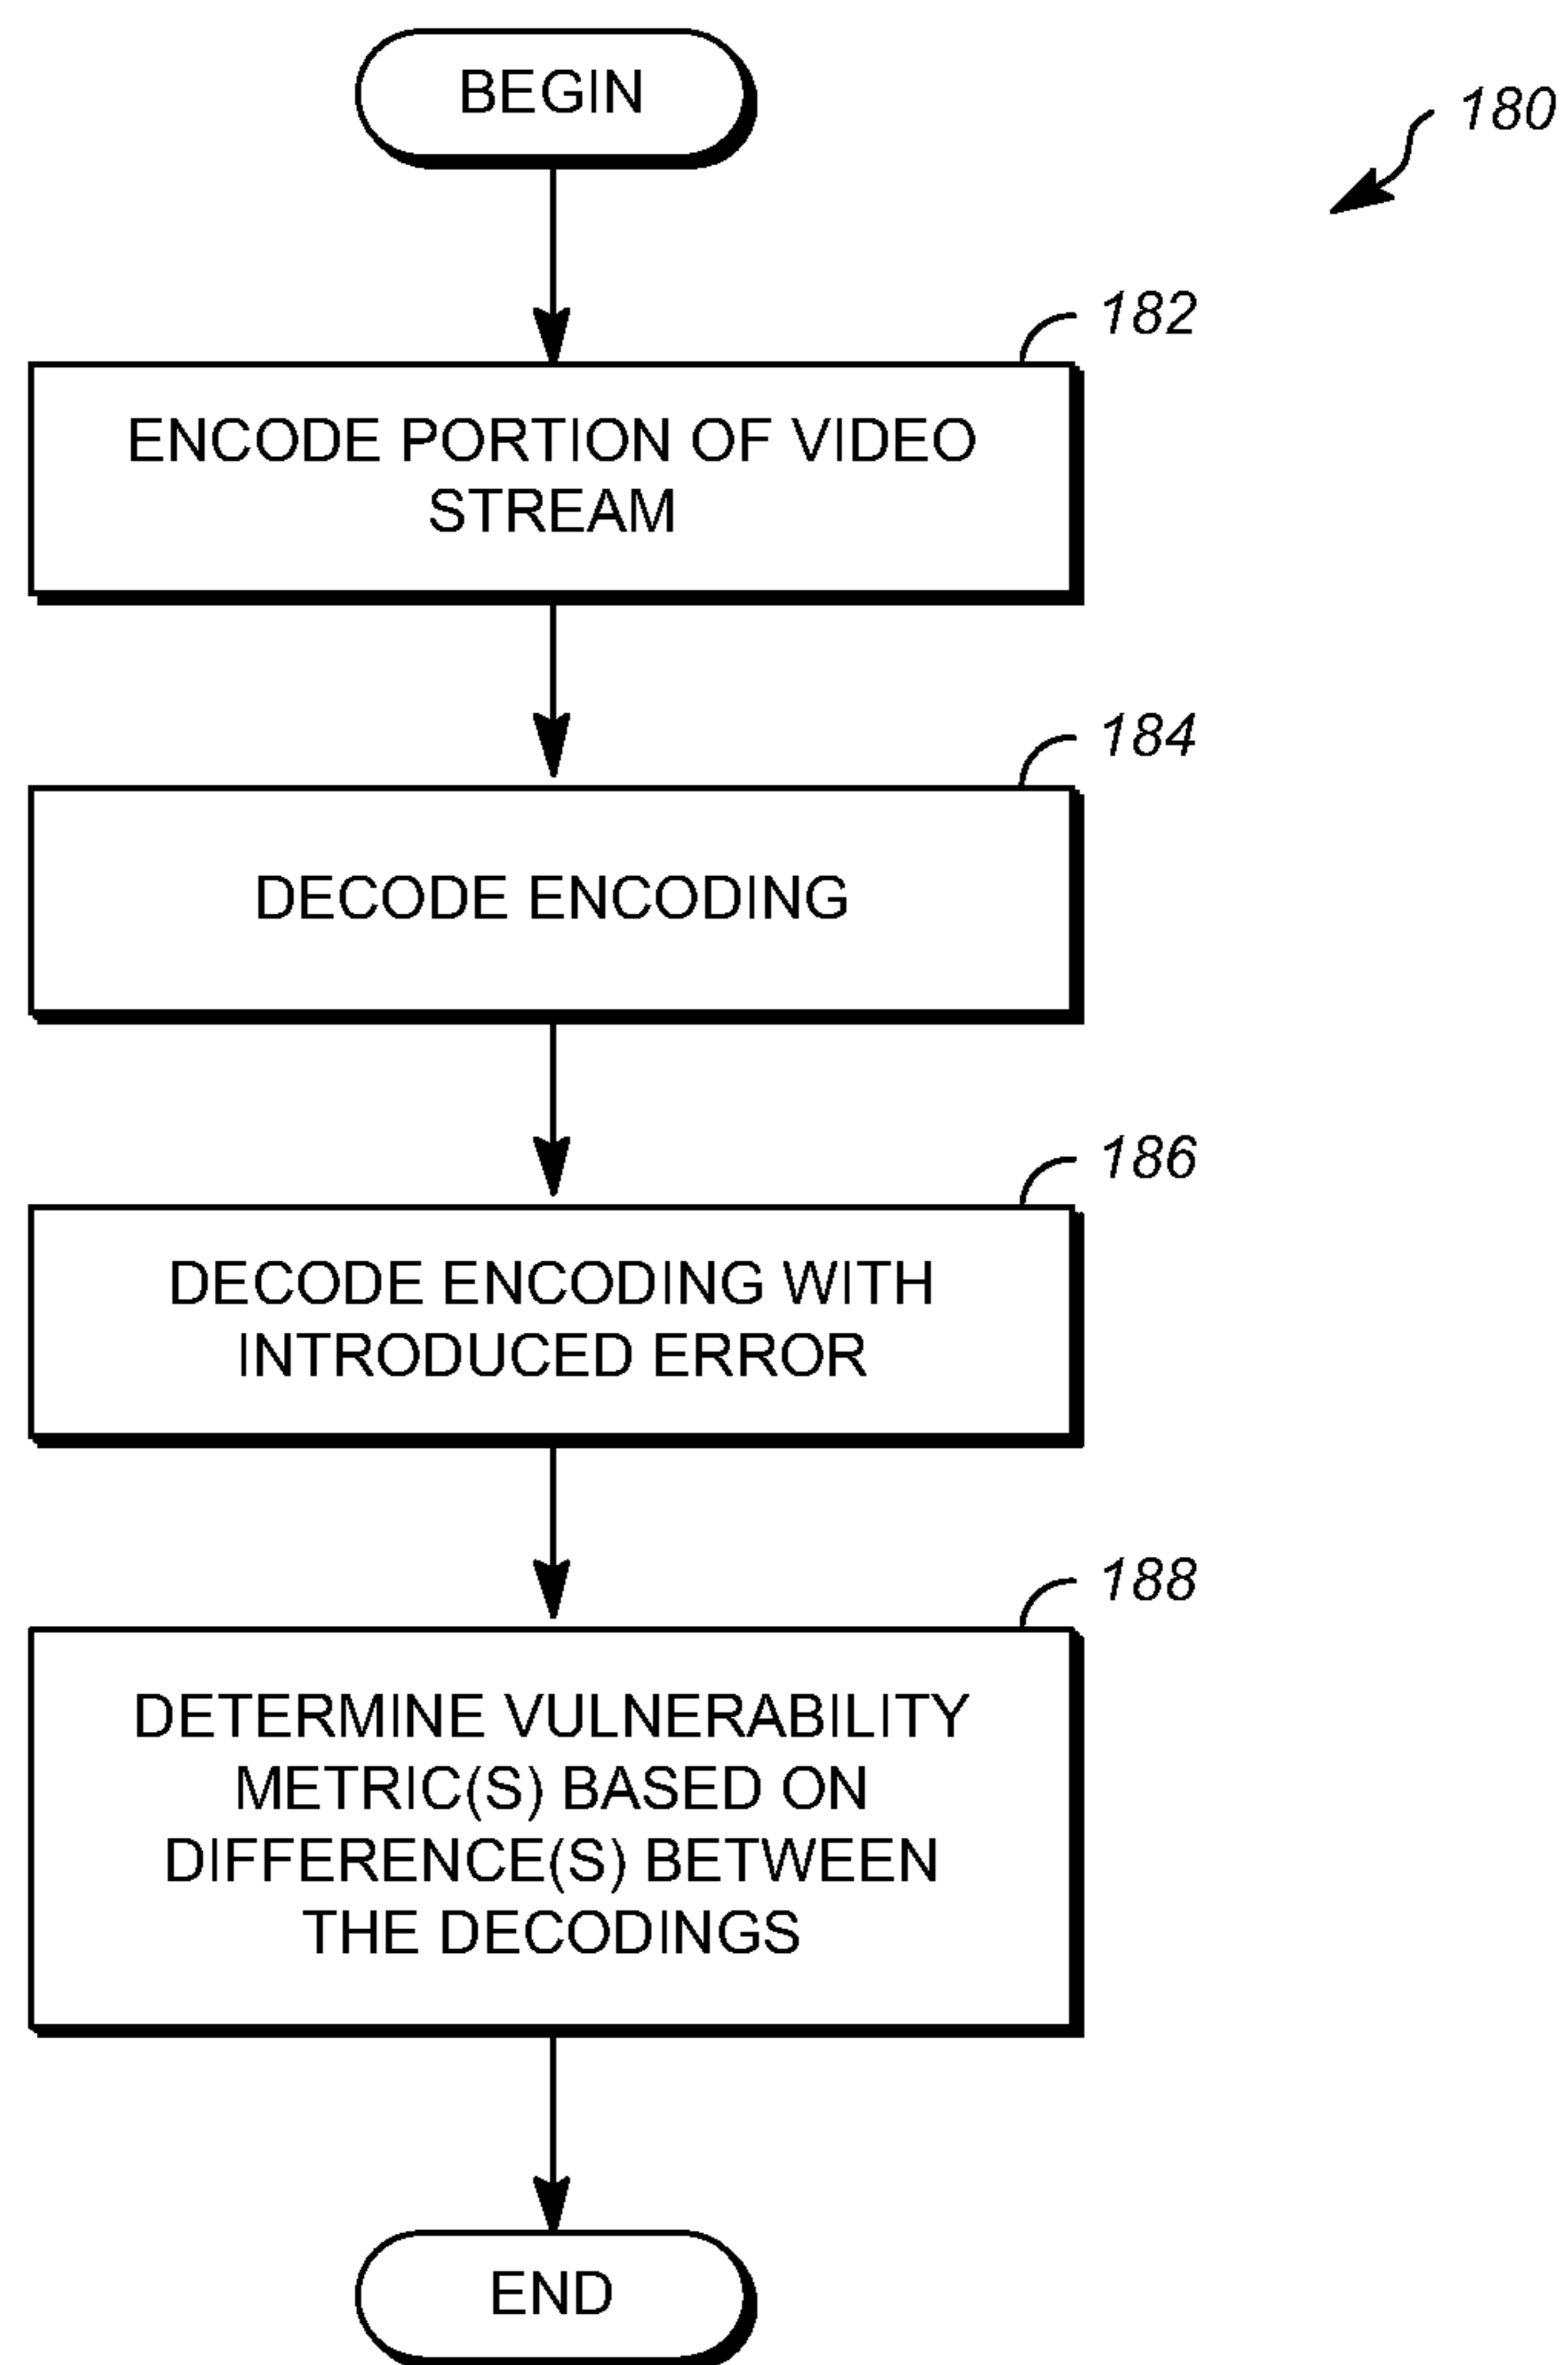 BEGIN
180
182
ENCODE PORTION OF VIDEO
STREAM
184
DECODE ENCODING
186
DECODE ENCODING WITH
INTRODUCED ERROR
188
DETERMINE VULNERABILITY
METRIC(S) BASED ON
DIFFERENCE(S) BETWEEN
THE DECODINGS
END